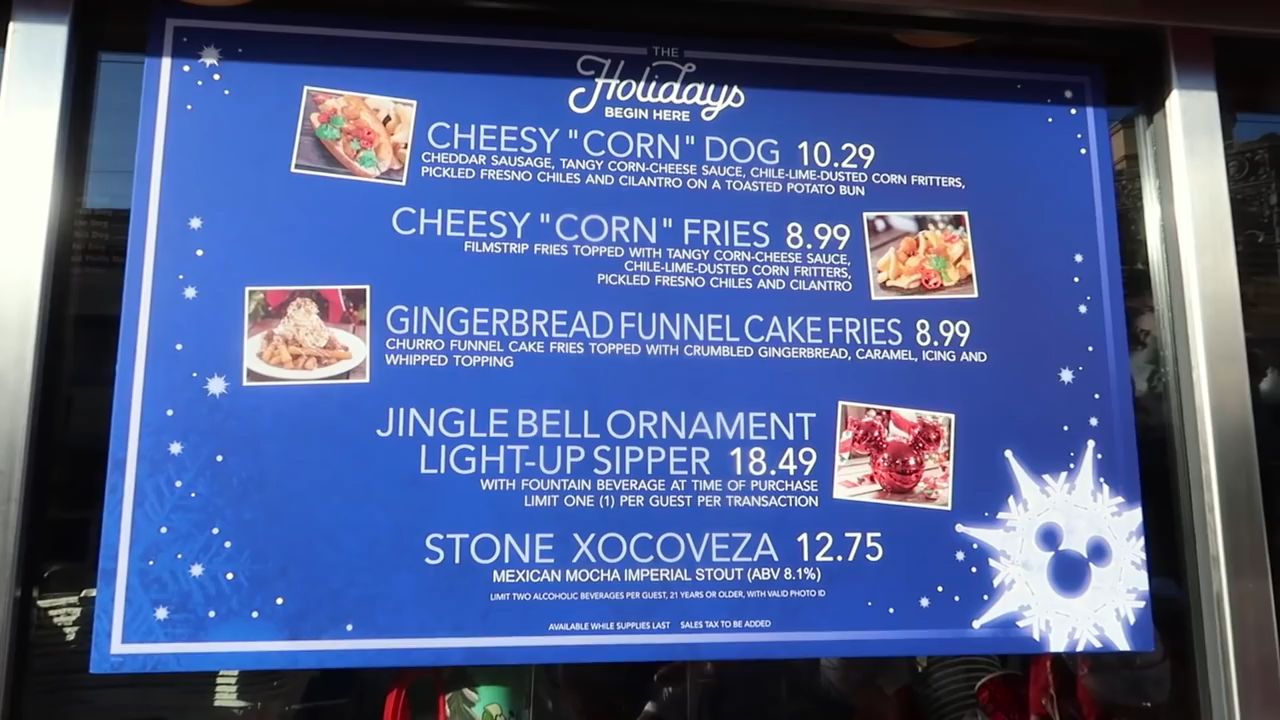 THE
Holidays
BEGIN HERE
CHEESY "CORN" DOG 10.29
CHEDDAR SAUSAGE, TANGY CORN-CHEESE SAUCE, CHILE-LIME-DUSTED CORN FRITTERS,
PICKLED FRESNO CHILES AND CILANTRO ON A TOASTED POTATO BUN
CHEESY "CORN" FRIES 8.99
FILMSTRIP FRIES TOPPED WITH TANGY CORN-CHEESE SAUCE,
CHILE-LIME-DUSTED CORN FRITTERS,
PICKLED FRESNO CHILES AND CILANTRO
GINGERBREAD FUNNEL CAKE FRIES 8.99
CHURRO FUNNEL CAKE FRIES TOPPED WITH CRUMBLED GINGERBREAD, CARAMEL, ICING AND
WHIPPED TOPPING
JINGLE BELL ORNAMENT
LIGHT-UP SIPPER 18.49
WITH FOUNTAIN BEVERAGE AT TIME OF PURCHASE
LIMIT ONE (1) PER GUEST PER TRANSACTION
STONE XOCOVEZA 12.75
MEXICAN MOCHA IMPERIAL STOUT (ABV 8.1%)
LIMIT TWO ALCOHOLIC BEVERAGES PER GUEST, 21 YEARS OR OLDER, WITH VALID PHOTO ID
AVAILABLE WHILE SUPPLIES LAST SALES TAX TO BE ADDED